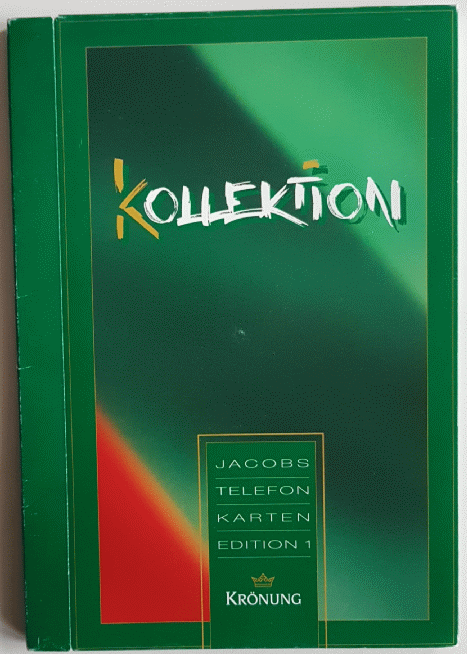 KOLLEKTION
JACOBS
TELEFON
KARTEN
EDITION 1
KRÖNUNG